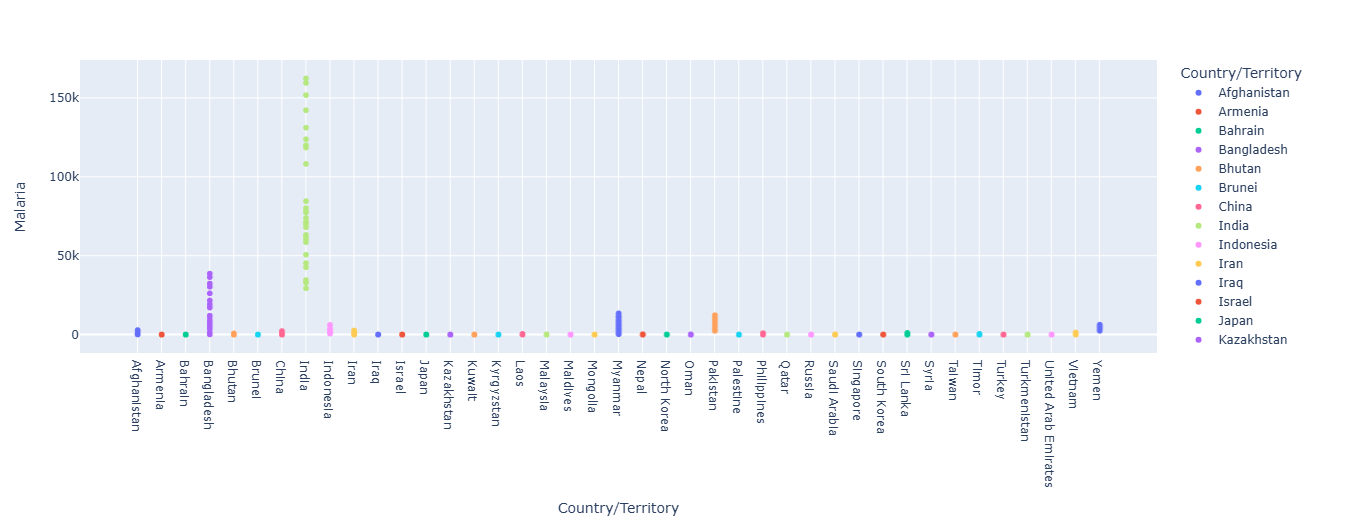 Country/Territory
Afghanistan
Armenia
Bahrain
Bangladesh
Bhutan
Brunei
China
India
Indonesia
Iran
Iraq
Israel
Japan
Kazakhstan
150k
100k
50k
0
Malaria
Afghanistan
Armenia
Bahrain
Bangladesh
Bhutan
Brunei
China
India
Indonesia
Iran
Iraq
Israel
Japan
Kazakhstan
Kuwait
Kyrgyzstan
Laos
Malaysia
Maldives
Mongolia
Myanmar
Nepal
North Korea
Oman
Pakistan
Palestine
Philippines
Qatar
Russia
Saudi Arabia
Singapore
South Korea
Sri Lanka
Syria
Taiwan
Timor
Turkey
Turkmenistan
United Arab Emirates
Vietnam
Yemen
Country/Territory